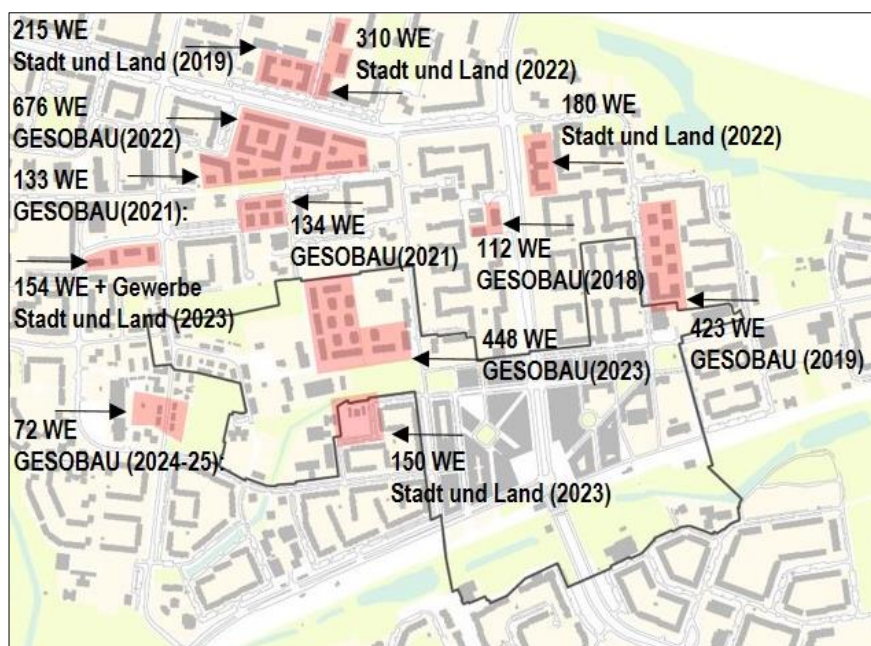 215 WE
Stadt und Land (2019)
310 WE
Stadt und Land (2022)
676 WE
GESOBAU(2022)
180 WE
Stadt und Land (2022)
133 WE
GESOBAU(2021):
134 WE
GESOBAU(2021)
112 WE
GESOBAU(2018)
154 WE + Gewerbe
Stadt und Land (2023)
423 WE
GESOBAU (2019)
448 WE
GESOBAU(2023)
72 WE
GESOBAU (2024-25):
150 WE
Stadt und Land (2023)